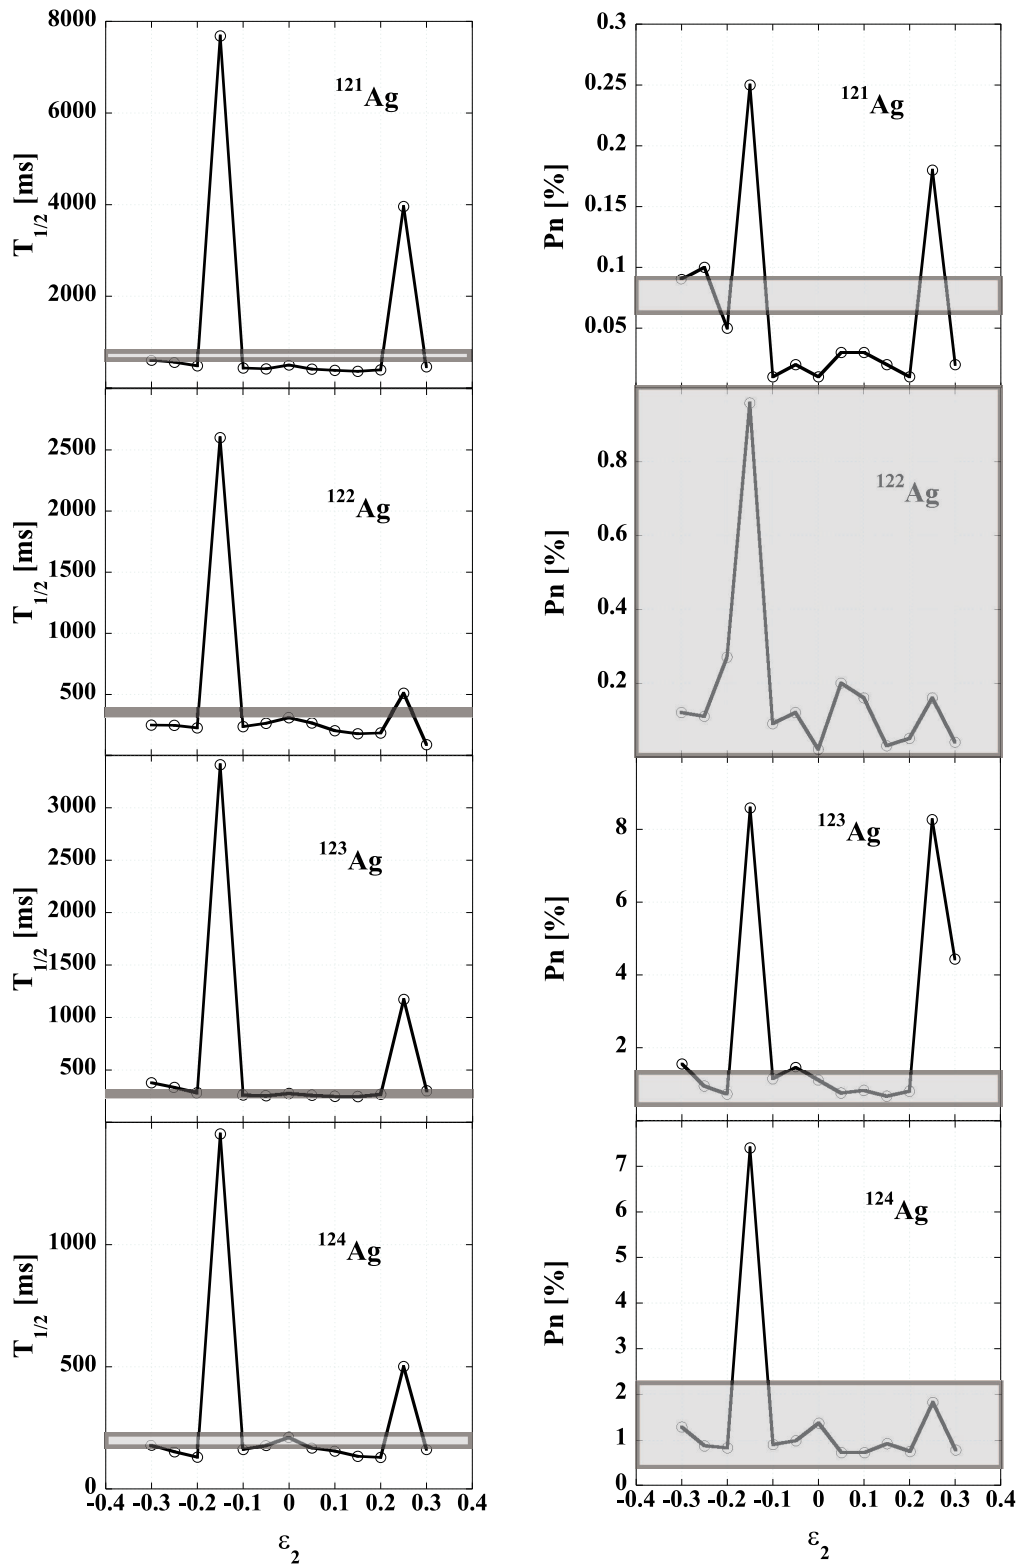 8000
6000
4000
2000
T1/2 [ms]
121Ag
0.3
0.25
0.2
0.15
0.1
0.05
Pn [%]
121Ag
2500
2000
1500
1000
500
T1/2 [ms]
122Ag
0.8
0.6
0.4
0.2
Pn [%]
122Ag
3000
2500
2000
1500
1000
500
T1/2 [ms]
123Ag
8
6
4
2
Pn [%]
123Ag
1000
500
0
T1/2 [ms]
124Ag
-0.4 -0.3 -0.2 -0.1 0 0.1 0.2 0.3 0.4
ε2
7
6
5
4
3
2
1
0
Pn [%]
124Ag
-0.4 -0.3 -0.2 -0.1 0 0.1 0.2 0.3 0.4
ε2